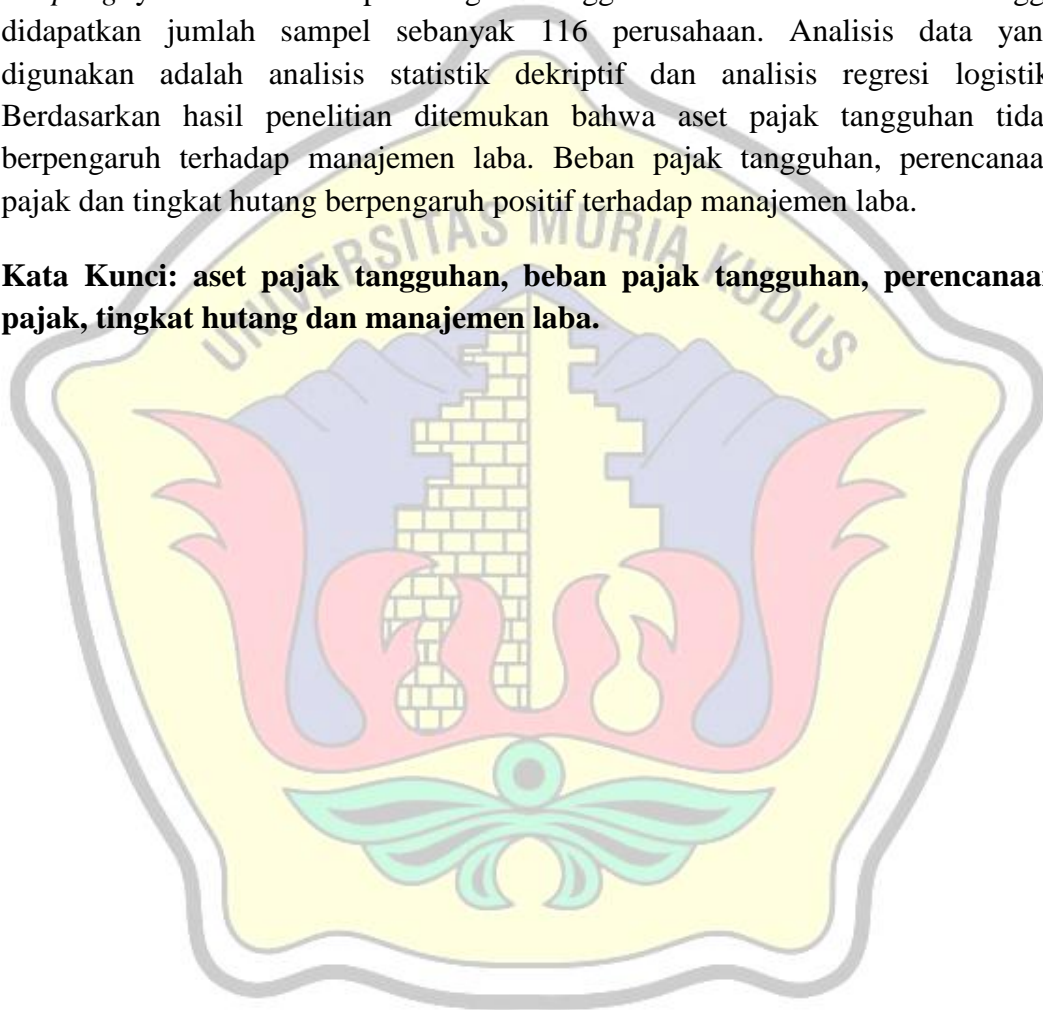 didapatkan jumlah sampel sebanyak 116 perusahaan. Analisis data yan
digunakan adalah analisis statistik dekriptif dan analisis regresi logistik
Berdasarkan hasil penelitian ditemukan bahwa aset pajak tangguhan tida
berpengaruh terhadap manajemen laba. Beban pajak tangguhan, perencanaa
pajak dan tingkat hutang berpengaruh positif terhadap manajemen laba.
Kata Kunci: aset pajak tangguhan, beban pajak tangguhan, perencanaa
pajak, tingkat hutang dan manajemen laba.
UNIVERSITAS MURIA KUDUS